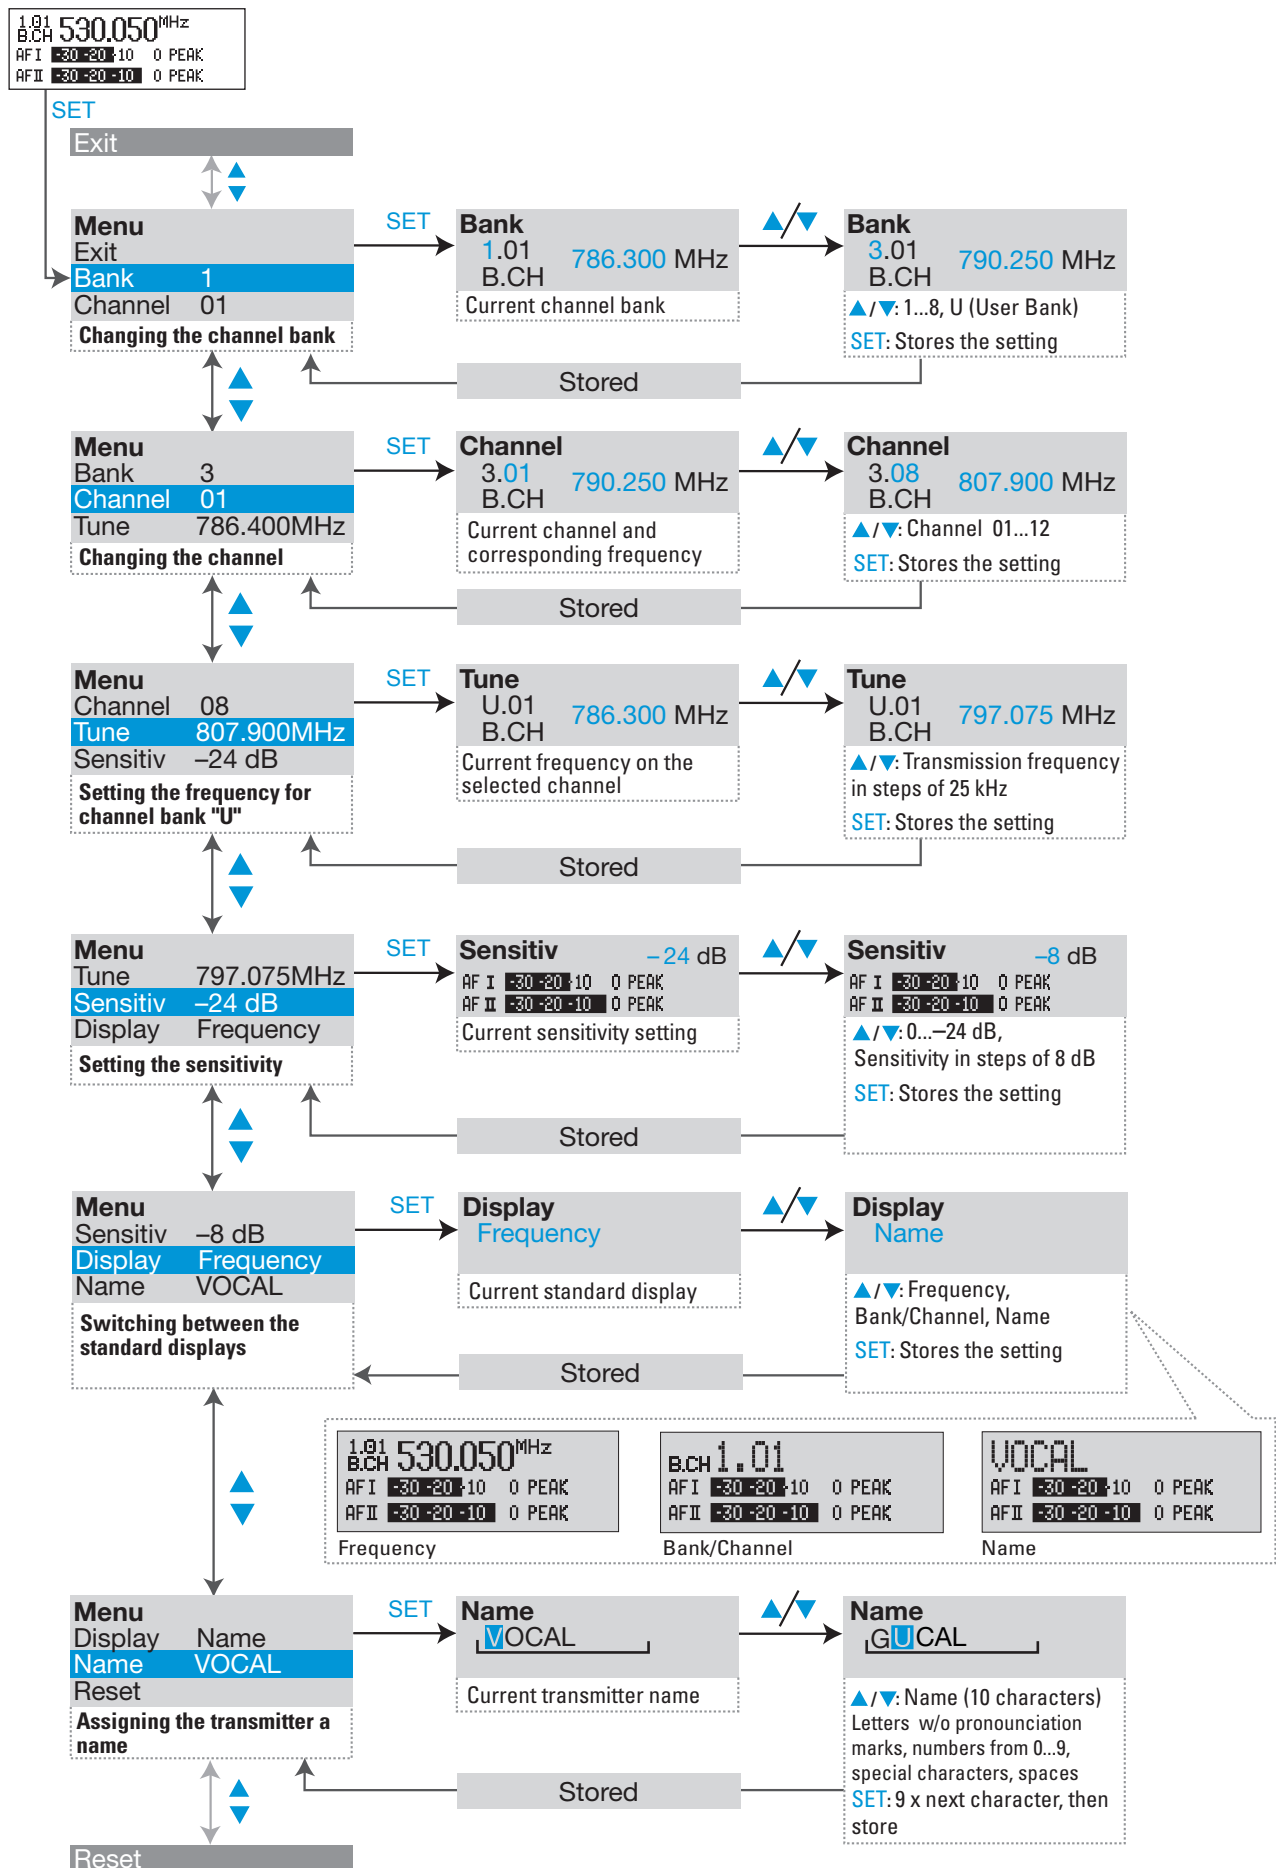 1.01 530.050 MHz
B.CH
AF I -30 -20 -10 0 PEAK
AF II -30 -20 -10 0 PEAK
SET
Exit
Menu
Exit
Bank 1
Channel 01
Changing the channel bank
SET
Bank
1.01 786.300 MHz
B.CH
Current channel bank
▲/▼
Bank
3.01 790.250 MHz
B.CH
▲/▼: 1...8, U (User Bank)
SET: Stores the setting
Stored
Menu
Bank 3
Channel 01
Tune 786.400MHz
Changing the channel
SET
Channel
3.01 790.250 MHz
B.CH
Current channel and
corresponding frequency
▲/▼
Channel
3.08 807.900 MHz
B.CH
▲/▼: Channel 01...12
SET: Stores the setting
Stored
Menu
Channel 08
Tune 807.900MHz
Sensitiv –24 dB
Setting the frequency for
channel bank "U"
SET
Tune
U.01 786.300 MHz
B.CH
Current frequency on the
selected channel
▲/▼
Tune
U.01 797.075 MHz
B.CH
▲/▼: Transmission frequency
in steps of 25 kHz
SET: Stores the setting
Stored
Menu
Tune 797.075MHz
Sensitiv –24 dB
Display Frequency
Setting the sensitivity
SET
Sensitiv – 24 dB
AF I -30 -20 -10 0 PEAK
AF II -30 -20 -10 0 PEAK
Current sensitivity setting
▲/▼
Sensitiv –8 dB
AF I -30 -20 -10 0 PEAK
AF II -30 -20 -10 0 PEAK
▲/▼: 0...–24 dB,
Sensitivity in steps of 8 dB
SET: Stores the setting
Stored
Menu
Sensitiv –8 dB
Display Frequency
Name VOCAL
Switching between the
standard displays
SET
Display
Frequency
Current standard display
▲/▼
Display
Name
▲/▼: Frequency,
Bank/Channel, Name
SET: Stores the setting
Stored
1.01 530.050 MHz
B.CH
AF I -30 -20 -10 0 PEAK
AF II -30 -20 -10 0 PEAK
Frequency
B.CH 1.01
AF I -30 -20 -10 0 PEAK
AF II -30 -20 -10 0 PEAK
Bank/Channel
VOCAL
AF I -30 -20 -10 0 PEAK
AF II -30 -20 -10 0 PEAK
Name
Menu
Display Name
Name VOCAL
Reset
Assigning the transmitter a
name
SET
Name
VOCAL
Current transmitter name
▲/▼
Name
GUCAL
▲/▼: Name (10 characters)
Letters w/o pronounciation
marks, numbers from 0...9,
special characters, spaces
SET: 9 x next character, then
store
Stored
Reset